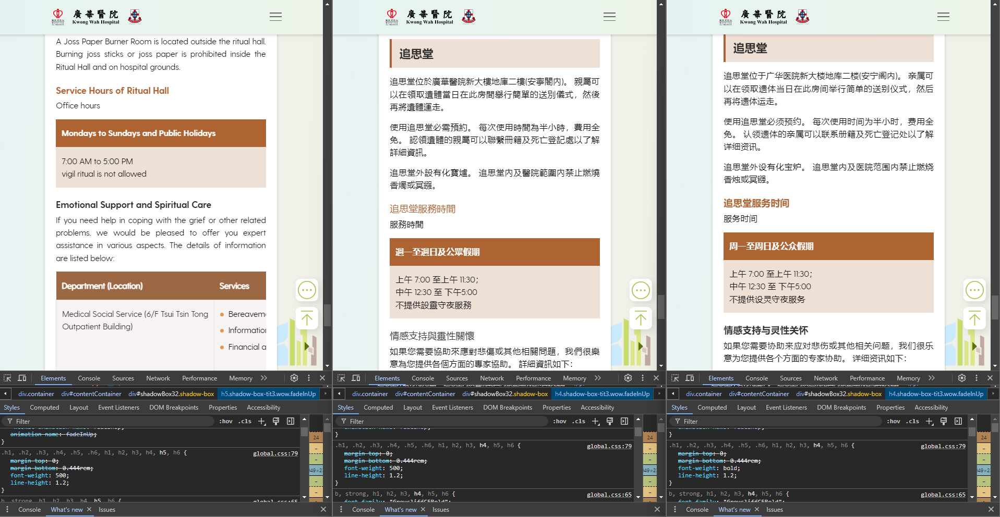 廣華醫院
Kwong Wah Hospital
A Joss Paper Burner Room is located outside the ritual hall.
Burning joss sticks or joss paper is prohibited inside the
Ritual Hall and on hospital grounds.
Service Hours of Ritual Hall
Office hours
Mondays to Sundays and Public Holidays
7:00 AM to 5:00 PM
vigil ritual is not allowed
Emotional Support and Spiritual Care
If you need help in coping with the grief or other related
problems, we would be pleased to offer you expert
assistance in various aspects. The details of information
are listed below:
Department (Location) Services
Medical Social Service (6/F Tsui Tsin Tong
Outpatient Building)
Bereavem
Information
Financial a
Elements Console Sources Network Performance Memory
div.container div#contentContainer div#shadowBox32.shadow-box h5.shadow-box-tit3.wow.fadeInUp
Styles Computed Layout Event Listeners DOM Breakpoints Properties Accessibility
Filter :hov .cls
animation-name: fadeInUp;
}
.h1, .h2, .h3, .h4, .h5, .h6, h1, h2, h3, h4, h5, h6 { global.css:79
margin-top: 0;
margin-bottom: 0.444rem;
font-weight: 500;
line-height: 1.2;
}
b, strong, h1, h2, h3, h4, h5, h6 { global.css:65
24
Console What's new Issues
廣華醫院
Kwong Wah Hospital
追思堂
追思堂位於廣華醫院新大樓地庫二樓(安寧閣內)。 親屬可
以在領取遺體當日在此房間舉行簡單的送別儀式，然後
再將遺體運走。
使用追思堂必需預約。 每次使用時間為半小時，費用全
免。 認領遺體的親屬可以聯繫冊籍及死亡登記處以了解
詳細資訊。
追思堂外設有化寶爐。 追思堂內及醫院範圍內禁止燃燒
香燭或冥鏹。
追思堂服務時間
服務時間
週一至週日及公眾假期
上午 7:00 至上午 11:30；
中午 12:30 至 下午5:00
不提供設靈守夜服務
情感支持與靈性關懷
如果您需要協助來應對悲傷或其他相關問題，我們很樂
意為您提供各個方面的專家協助。 詳細資訊如下：
Elements Console Sources Network Performance Memory
div.container div#contentContainer div#shadowBox32.shadow-box h4.shadow-box-tit3.wow.fadeInUp
Styles Computed Layout Event Listeners DOM Breakpoints Properties Accessibility
Filter :hov .cls
}
.h1, .h2, .h3, .h4, .h5, .h6, h1, h2, h3, h4, h5, h6 { global.css:79
margin-top: 0;
margin-bottom: 0.444rem;
font-weight: 500;
line-height: 1.2;
}
b, strong, h1, h2, h3, h4, h5, h6 { global.css:65
font-family: "GreycliffCFBold";
24
Console What's new Issues
廣華醫院
Kwong Wah Hospital
追思堂
追思堂位于广华医院新大楼地库二楼(安宁阁内)。 亲属可
以在领取遗体当日在此房间举行简单的送别仪式，然后
再将遗体运走。
使用追思堂必须预约。 每次使用时间为半小时，费用全
免。 认领遗体的亲属可以联系册籍及死亡登记处以了解
详细资讯。
追思堂外设有化宝炉。 追思堂内及医院范围内禁止燃烧
香烛或冥镪。
追思堂服务时间
服务时间
周一至周日及公众假期
上午 7:00 至上午 11:30；
中午 12:30 至 下午5:00
不提供设灵守夜服务
情感支持与灵性关怀
如果您需要协助来应对悲伤或其他相关问题，我们很乐
意为您提供各个方面的专家协助。 详细资讯如下：
Elements Console Sources Network Performance Memory
div.container div#contentContainer div#shadowBox32.shadow-box h4.shadow-box-tit3.wow.fadeInUp
Styles Computed Layout Event Listeners DOM Breakpoints Properties Accessibility
Filter :hov .cls
}
.h1, .h2, .h3, .h4, .h5, .h6, h1, h2, h3, h4, h5, h6 { global.css:79
margin-top: 0;
margin-bottom: 0.444rem;
font-weight: bold;
line-height: 1.2;
}
b, strong, h1, h2, h3, h4, h5, h6 { global.css:65
font-family: "GreycliffCFBold";
24
Console What's new Issues